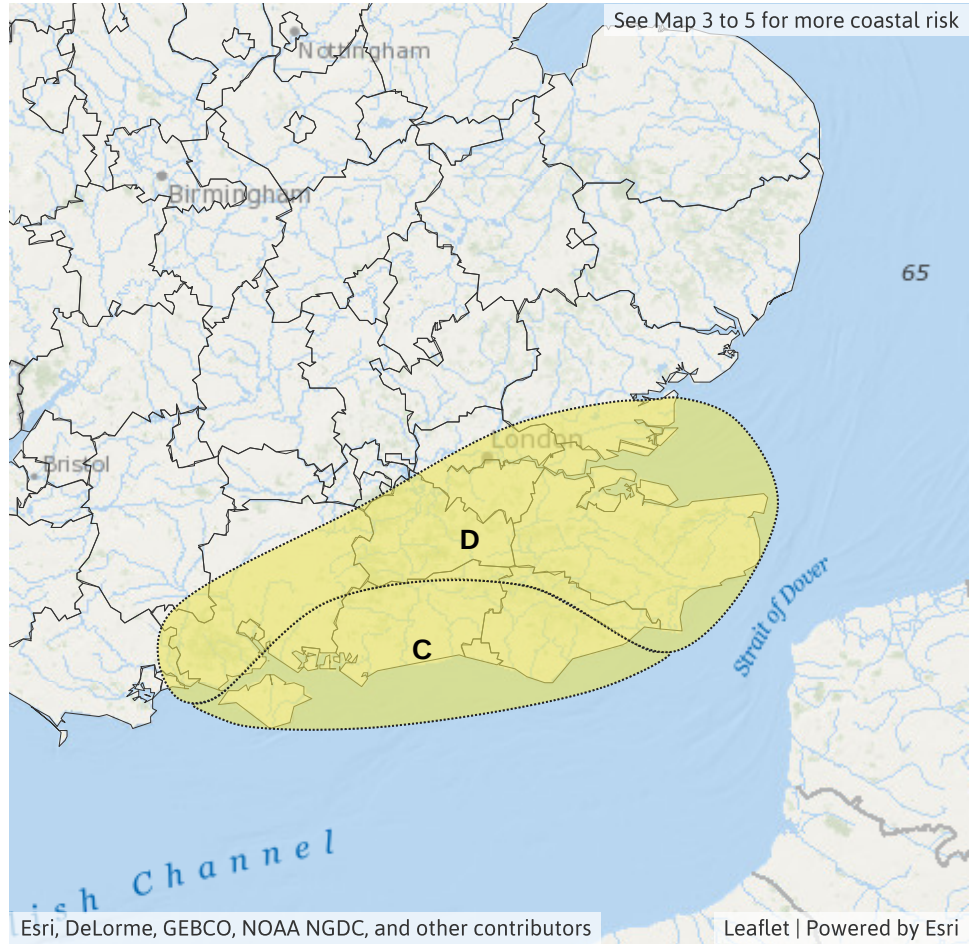 See Map 3 to 5 for more coastal risk
Nottingham
Birmingham
65
London
Bristol
D
Strait of Dover
C
ish Channel
Esri, DeLorme, GEBCO, NOAA NGDC, and other contributors
Leaflet | Powered by Esri